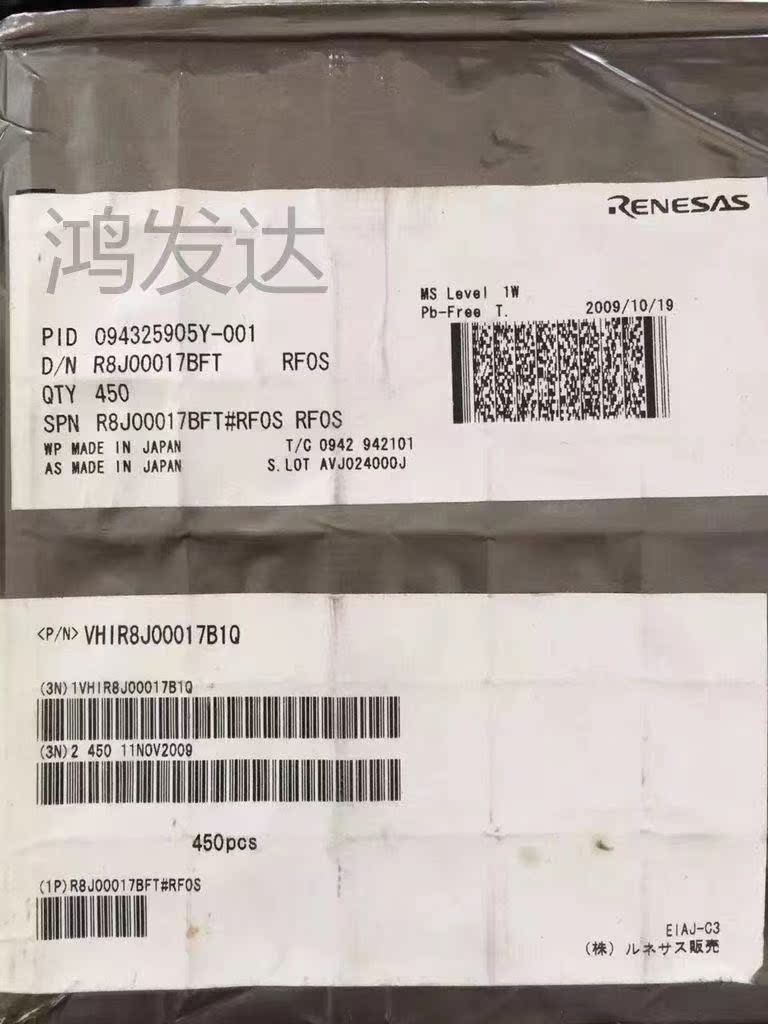 RENESAS
鸿发达
MS Level 1W
Pb-Free T. 2009/10/19
PID 094325905Y-001
D/N R8J00017BFT RF0S
QTY 450
SPN R8J00017BFT#RF0S RF0S
WP MADE IN JAPAN T/C 0942 942101
AS MADE IN JAPAN S.LOT AVJ024000J
<P/N> VHIR8J00017B1Q
(3N)1VHIR8J00017B1Q
(3N)2 450 11NOV2009
450pcs
(1P)R8J00017BFT#RF0S
EIAJ-C3
(株) ルネサス販売